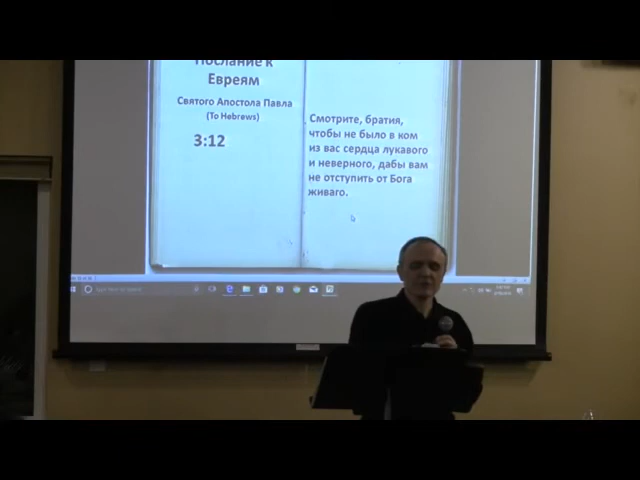 Послание к
Евреям
Святого Апостола Павла
(To Hebrews)
3:12
Смотрите, братия,
чтобы не было в ком
из вас сердца лукавого
и неверного, дабы вам
не отступить от Бога
живаго.